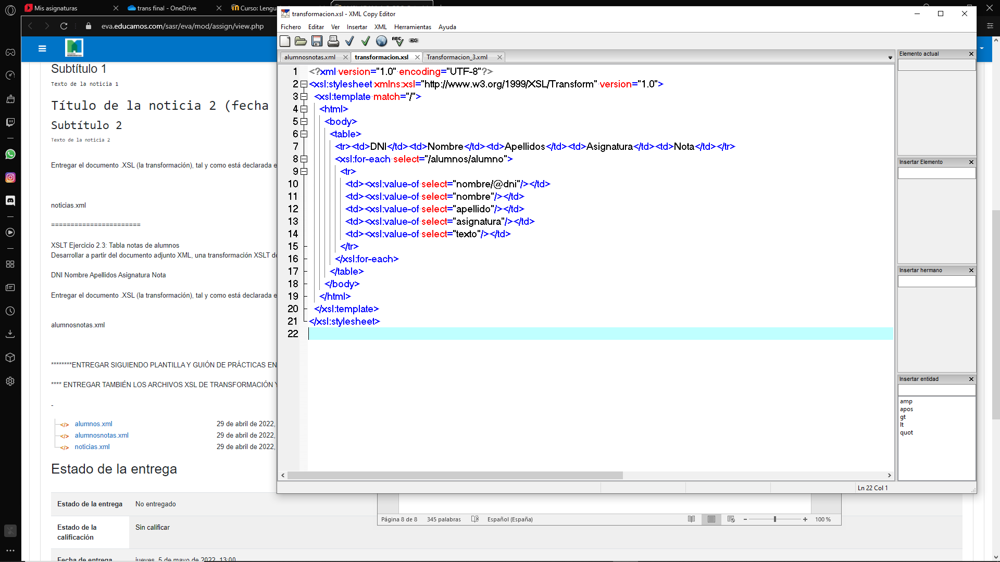 Mis asignaturas
trans final - OneDrive
Curso: Lengu
eva.educamos.com/sasr/eva/mod/assign/view.php
Subtítulo 1
Texto de la noticia 1
Título de la noticia 2 (fecha
Subtítulo 2
Texto de la noticia 2
Entregar el documento .XSL (la transformación), tal y como está declarada e
noticias.xml
=======================
XSLT Ejercicio 2.3: Tabla notas de alumnos
Desarrollar a partir del documento adjunto XML, una transformación XSLT d
DNI Nombre Apellidos Asignatura Nota
Entregar el documento .XSL (la transformación), tal y como está declarada e
alumnosnotas.xml
********ENTREGAR SIGUIENDO PLANTILLA Y GUIÓN DE PRÁCTICAS EN
**** ENTREGAR TAMBIÉN LOS ARCHIVOS XSL DE TRANSFORMACIÓN Y
-
alumnos.xml 29 de abril de 2022,
alumnosnotas.xml 29 de abril de 2022,
noticias.xml 29 de abril de 2022,
Estado de la entrega
Estado de la entrega No entregado
Estado de la calificación Sin calificar
Fecha de entrega jueves, 5 de mayo de 2022, 13:00
transformacion.xsl - XML Copy Editor
Fichero Editar Ver Insertar XML Herramientas Ayuda
ABC
alumnosnotas.xml transformacion.xsl Transformacion_3.xml
1 <?xml version="1.0" encoding="UTF-8"?>
2 <xsl:stylesheet xmlns:xsl="http://www.w3.org/1999/XSL/Transform" version="1.0">
3 <xsl:template match="/">
4 <html>
5 <body>
6 <table>
7 <tr><td>DNI</td><td>Nombre</td><td>Apellidos</td><td>Asignatura</td><td>Nota</td></tr>
8 <xsl:for-each select="/alumnos/alumno">
9 <tr>
10 <td><xsl:value-of select="nombre/@dni"/></td>
11 <td><xsl:value-of select="nombre"/></td>
12 <td><xsl:value-of select="apellido"/></td>
13 <td><xsl:value-of select="asignatura"/></td>
14 <td><xsl:value-of select="texto"/></td>
15 </tr>
16 </xsl:for-each>
17 </table>
18 </body>
19 </html>
20 </xsl:template>
21 </xsl:stylesheet>
22
Ln 22 Col 1
Elemento actual
Insertar Elemento
Insertar hermano
Insertar entidad
amp
apos
gt
lt
quot
Página 8 de 8 345 palabras Español (España) 100 %